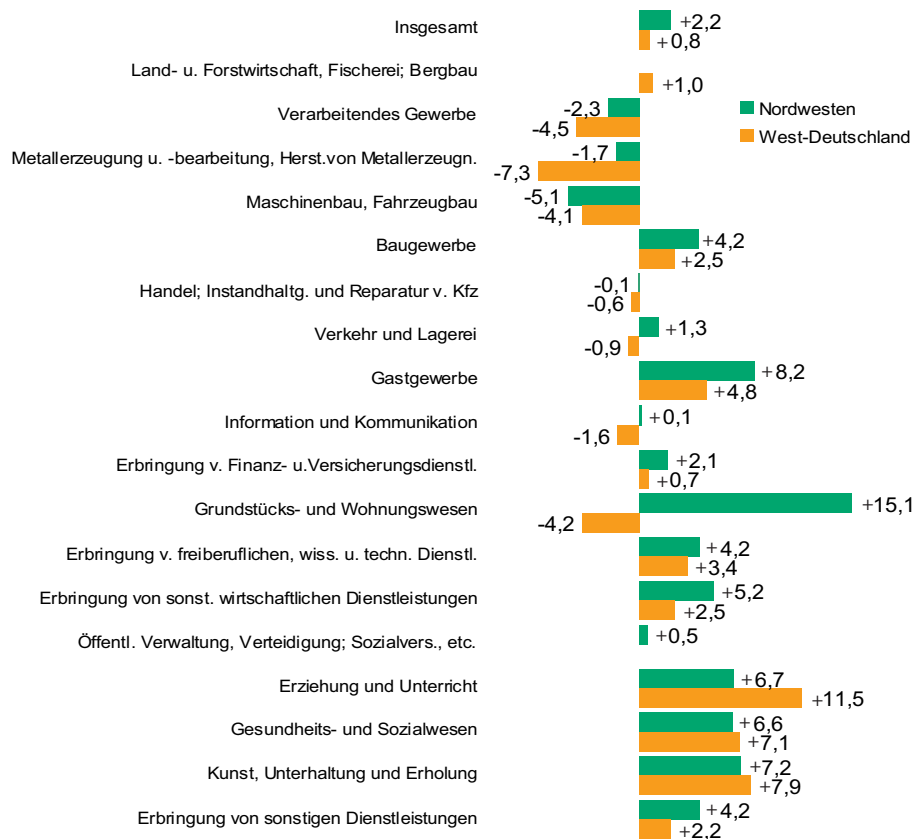 Insgesamt
+2,2
+0,8
Land- u. Forstwirtschaft, Fischerei; Bergbau
+1,0
Verarbeitendes Gewerbe
-2,3
-4,5
Nordwesten
West-Deutschland
Metallerzeugung u. -bearbeitung, Herst.von Metallerzeugn.
-1,7
-7,3
Maschinenbau, Fahrzeugbau
-5,1
-4,1
Baugewerbe
+4,2
+2,5
Handel; Instandhaltg. und Reparatur v. Kfz
-0,1
-0,6
Verkehr und Lagerei
+1,3
-0,9
Gastgewerbe
+8,2
+4,8
Information und Kommunikation
+0,1
-1,6
Erbringung v. Finanz- u.Versicherungsdienstl.
+2,1
+0,7
Grundstücks- und Wohnungswesen
+15,1
-4,2
Erbringung v. freiberuflichen, wiss. u. techn. Dienstl.
+4,2
+3,4
Erbringung von sonst. wirtschaftlichen Dienstleistungen
+5,2
+2,5
Öffentl. Verwaltung, Verteidigung; Sozialvers., etc.
+0,5
Erziehung und Unterricht
+6,7
+11,5
Gesundheits- und Sozialwesen
+6,6
+7,1
Kunst, Unterhaltung und Erholung
+7,2
+7,9
Erbringung von sonstigen Dienstleistungen
+4,2
+2,2